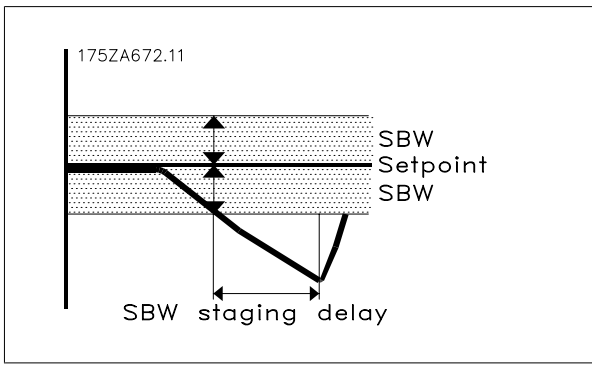 175ZA672.11
SBW
Setpoint
SBW
SBW staging delay